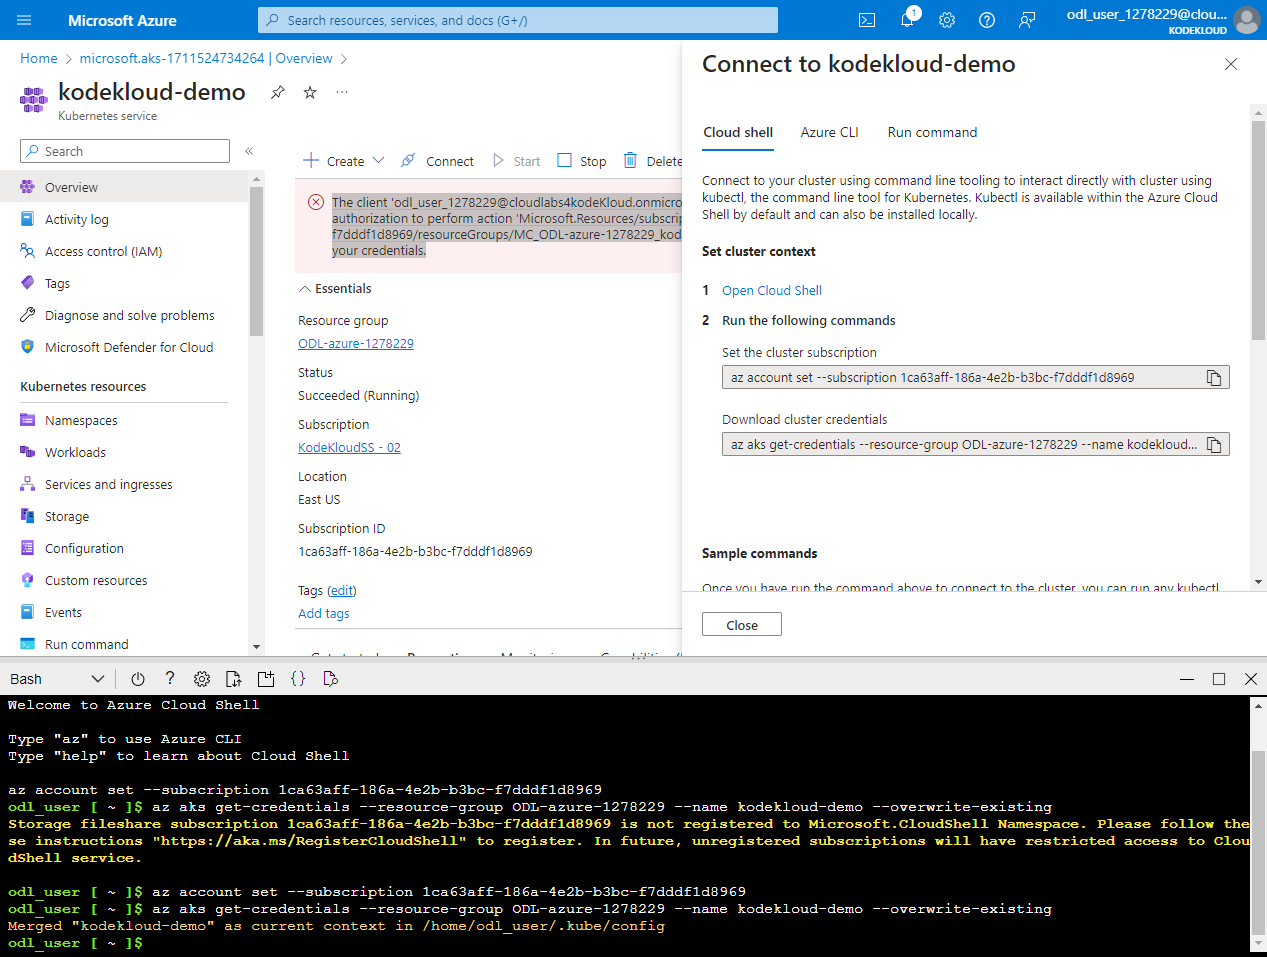 Microsoft Azure
Search resources, services, and docs (G+/)
1
odl_user_1278229@clou...
KODEKLOUD
Home > microsoft.aks-1711524734264 | Overview >
kodekloud-demo
Kubernetes service
Search
Overview
Activity log
Access control (IAM)
Tags
Diagnose and solve problems
Microsoft Defender for Cloud
Kubernetes resources
Namespaces
Workloads
Services and ingresses
Storage
Configuration
Custom resources
Events
Run command
Create
Connect
Start
Stop
Delete
The client 'odl_user_1278229@cloudlabs4kodeKloud.onmicro
authorization to perform action 'Microsoft.Resources/subscrip
f7dddf1d8969/resourceGroups/MC_ODL-azure-1278229_kod
your credentials.
Essentials
Resource group
ODL-azure-1278229
Status
Succeeded (Running)
Subscription
KodeKloudSS - 02
Location
East US
Subscription ID
1ca63aff-186a-4e2b-b3bc-f7dddf1d8969
Tags (edit)
Add tags
Connect to kodekloud-demo
Cloud shell
Azure CLI
Run command
Connect to your cluster using command line tooling to interact directly with cluster using
kubectl, the command line tool for Kubernetes. Kubectl is available within the Azure Cloud
Shell by default and can also be installed locally.
Set cluster context
1 Open Cloud Shell
2 Run the following commands
Set the cluster subscription
az account set --subscription 1ca63aff-186a-4e2b-b3bc-f7dddf1d8969
Download cluster credentials
az aks get-credentials --resource-group ODL-azure-1278229 --name kodekloud...
Sample commands
Once you have run the command above to connect to the cluster, you can run any kubectl
Close
Bash
Welcome to Azure Cloud Shell
Type "az" to use Azure CLI
Type "help" to learn about Cloud Shell
az account set --subscription 1ca63aff-186a-4e2b-b3bc-f7dddf1d8969
odl_user [ ~ ]$ az aks get-credentials --resource-group ODL-azure-1278229 --name kodekloud-demo --overwrite-existing
Storage fileshare subscription 1ca63aff-186a-4e2b-b3bc-f7dddf1d8969 is not registered to Microsoft.CloudShell Namespace. Please follow the
se instructions "https://aka.ms/RegisterCloudShell" to register. In future, unregistered subscriptions will have restricted access to Clou
dShell service.
odl_user [ ~ ]$ az account set --subscription 1ca63aff-186a-4e2b-b3bc-f7dddf1d8969
odl_user [ ~ ]$ az aks get-credentials --resource-group ODL-azure-1278229 --name kodekloud-demo --overwrite-existing
Merged "kodekloud-demo" as current context in /home/odl_user/.kube/config
odl_user [ ~ ]$